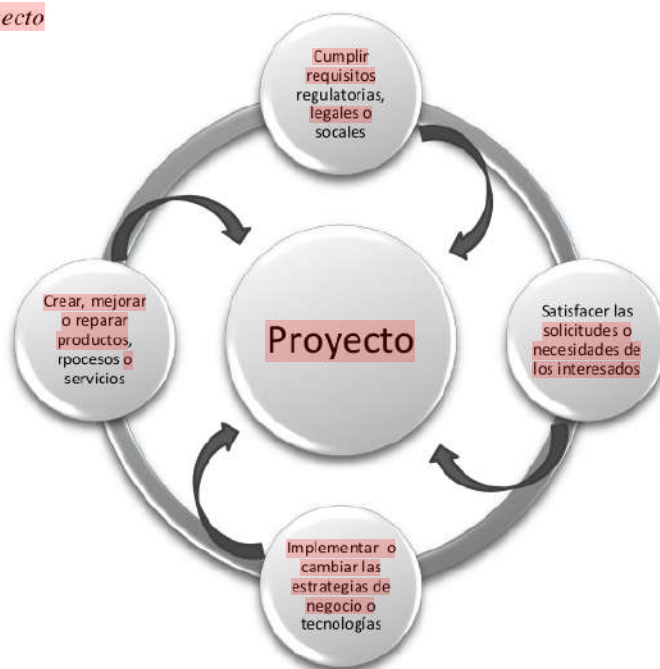 ecto
Cumplir
requisitos
regulatorias,
legales o
socales
Crear, mejorar
o reparar
productos,
rpocesos o
servicios
Proyecto
Satisfacer las
solicitudes o
necesidades de
los interesados
Implementar o
cambiar las
estrategias de
negocio o
tecnologías